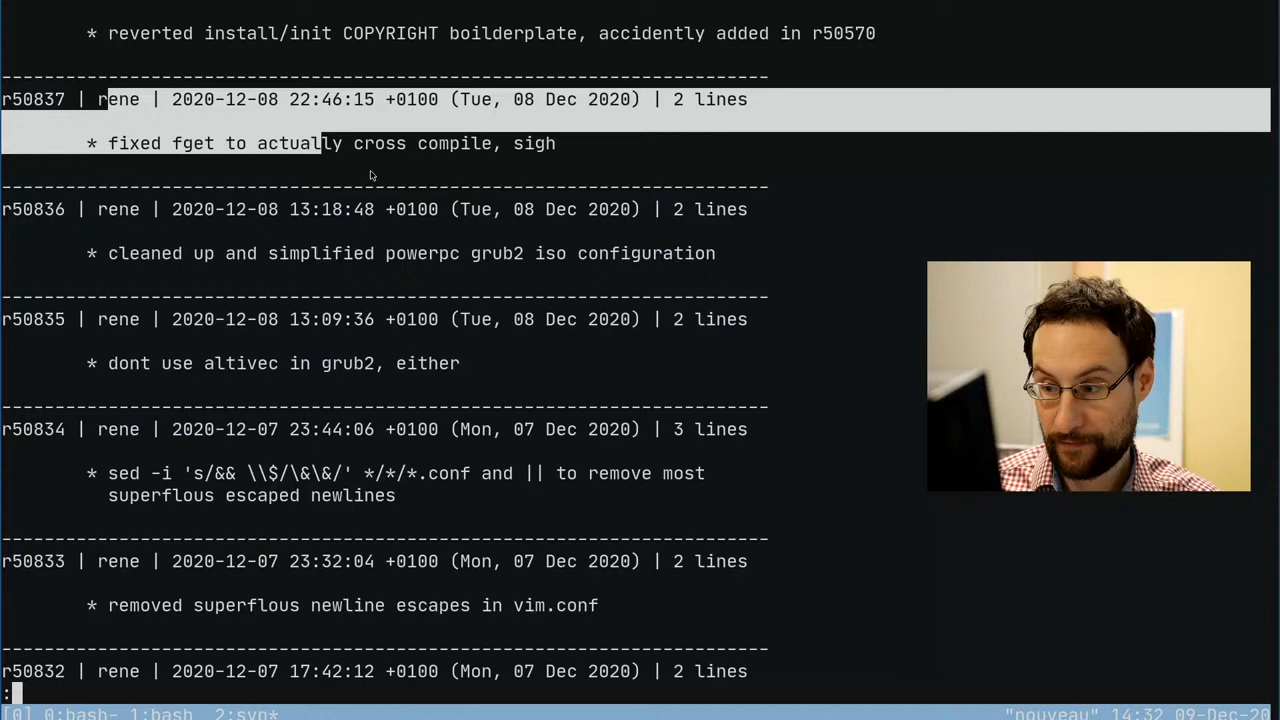 * reverted install/init COPYRIGHT boilderplate, accidently added in r50570
------------------------------------------------------------------------
r50837 | rene | 2020-12-08 22:46:15 +0100 (Tue, 08 Dec 2020) | 2 lines
* fixed fget to actually cross compile, sigh
------------------------------------------------------------------------
r50836 | rene | 2020-12-08 13:18:48 +0100 (Tue, 08 Dec 2020) | 2 lines
* cleaned up and simplified powerpc grub2 iso configuration
------------------------------------------------------------------------
r50835 | rene | 2020-12-08 13:09:36 +0100 (Tue, 08 Dec 2020) | 2 lines
* dont use altivec in grub2, either
------------------------------------------------------------------------
r50834 | rene | 2020-12-07 23:44:06 +0100 (Mon, 07 Dec 2020) | 3 lines
* sed -i 's/&& \\$/\&\&/' */*/*.conf and || to remove most
superflous escaped newlines
------------------------------------------------------------------------
r50833 | rene | 2020-12-07 23:32:04 +0100 (Mon, 07 Dec 2020) | 2 lines
* removed superflous newline escapes in vim.conf
------------------------------------------------------------------------
r50832 | rene | 2020-12-07 17:42:12 +0100 (Mon, 07 Dec 2020) | 2 lines
:
[0] 0:bash- 1:bash 2:svn* "nouveau" 14:32 09-Dec-20